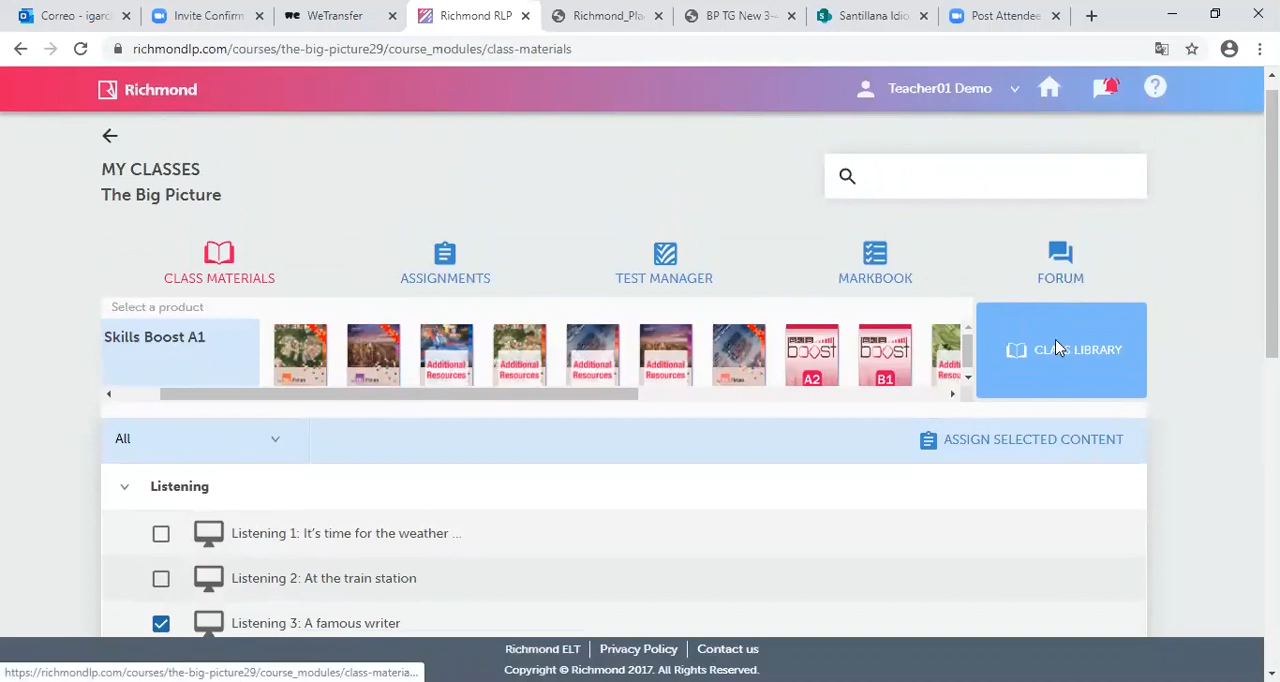 Correo - igarc
Invite Confirm
WeTransfer
Richmond RLP
Richmond_Pla
BP TG New 3-
Santillana Idio
Post Attendee
richmondlp.com/courses/the-big-picture29/course_modules/class-materials
Richmond
Teacher01 Demo
MY CLASSES
The Big Picture
CLASS MATERIALS
ASSIGNMENTS
TEST MANAGER
MARKBOOK
FORUM
Select a product
Skills Boost A1
Additional Resources
Additional Resources
Additional Resources
Additional Resources
boost
A2
boost
B1
CLASS LIBRARY
All
ASSIGN SELECTED CONTENT
Listening
Listening 1: It's time for the weather ...
Listening 2: At the train station
Listening 3: A famous writer
Richmond ELT
Privacy Policy
Contact us
Copyright © Richmond 2017. All Rights Reserved.
https://richmondlp.com/courses/the-big-picture29/course_modules/class-materia...